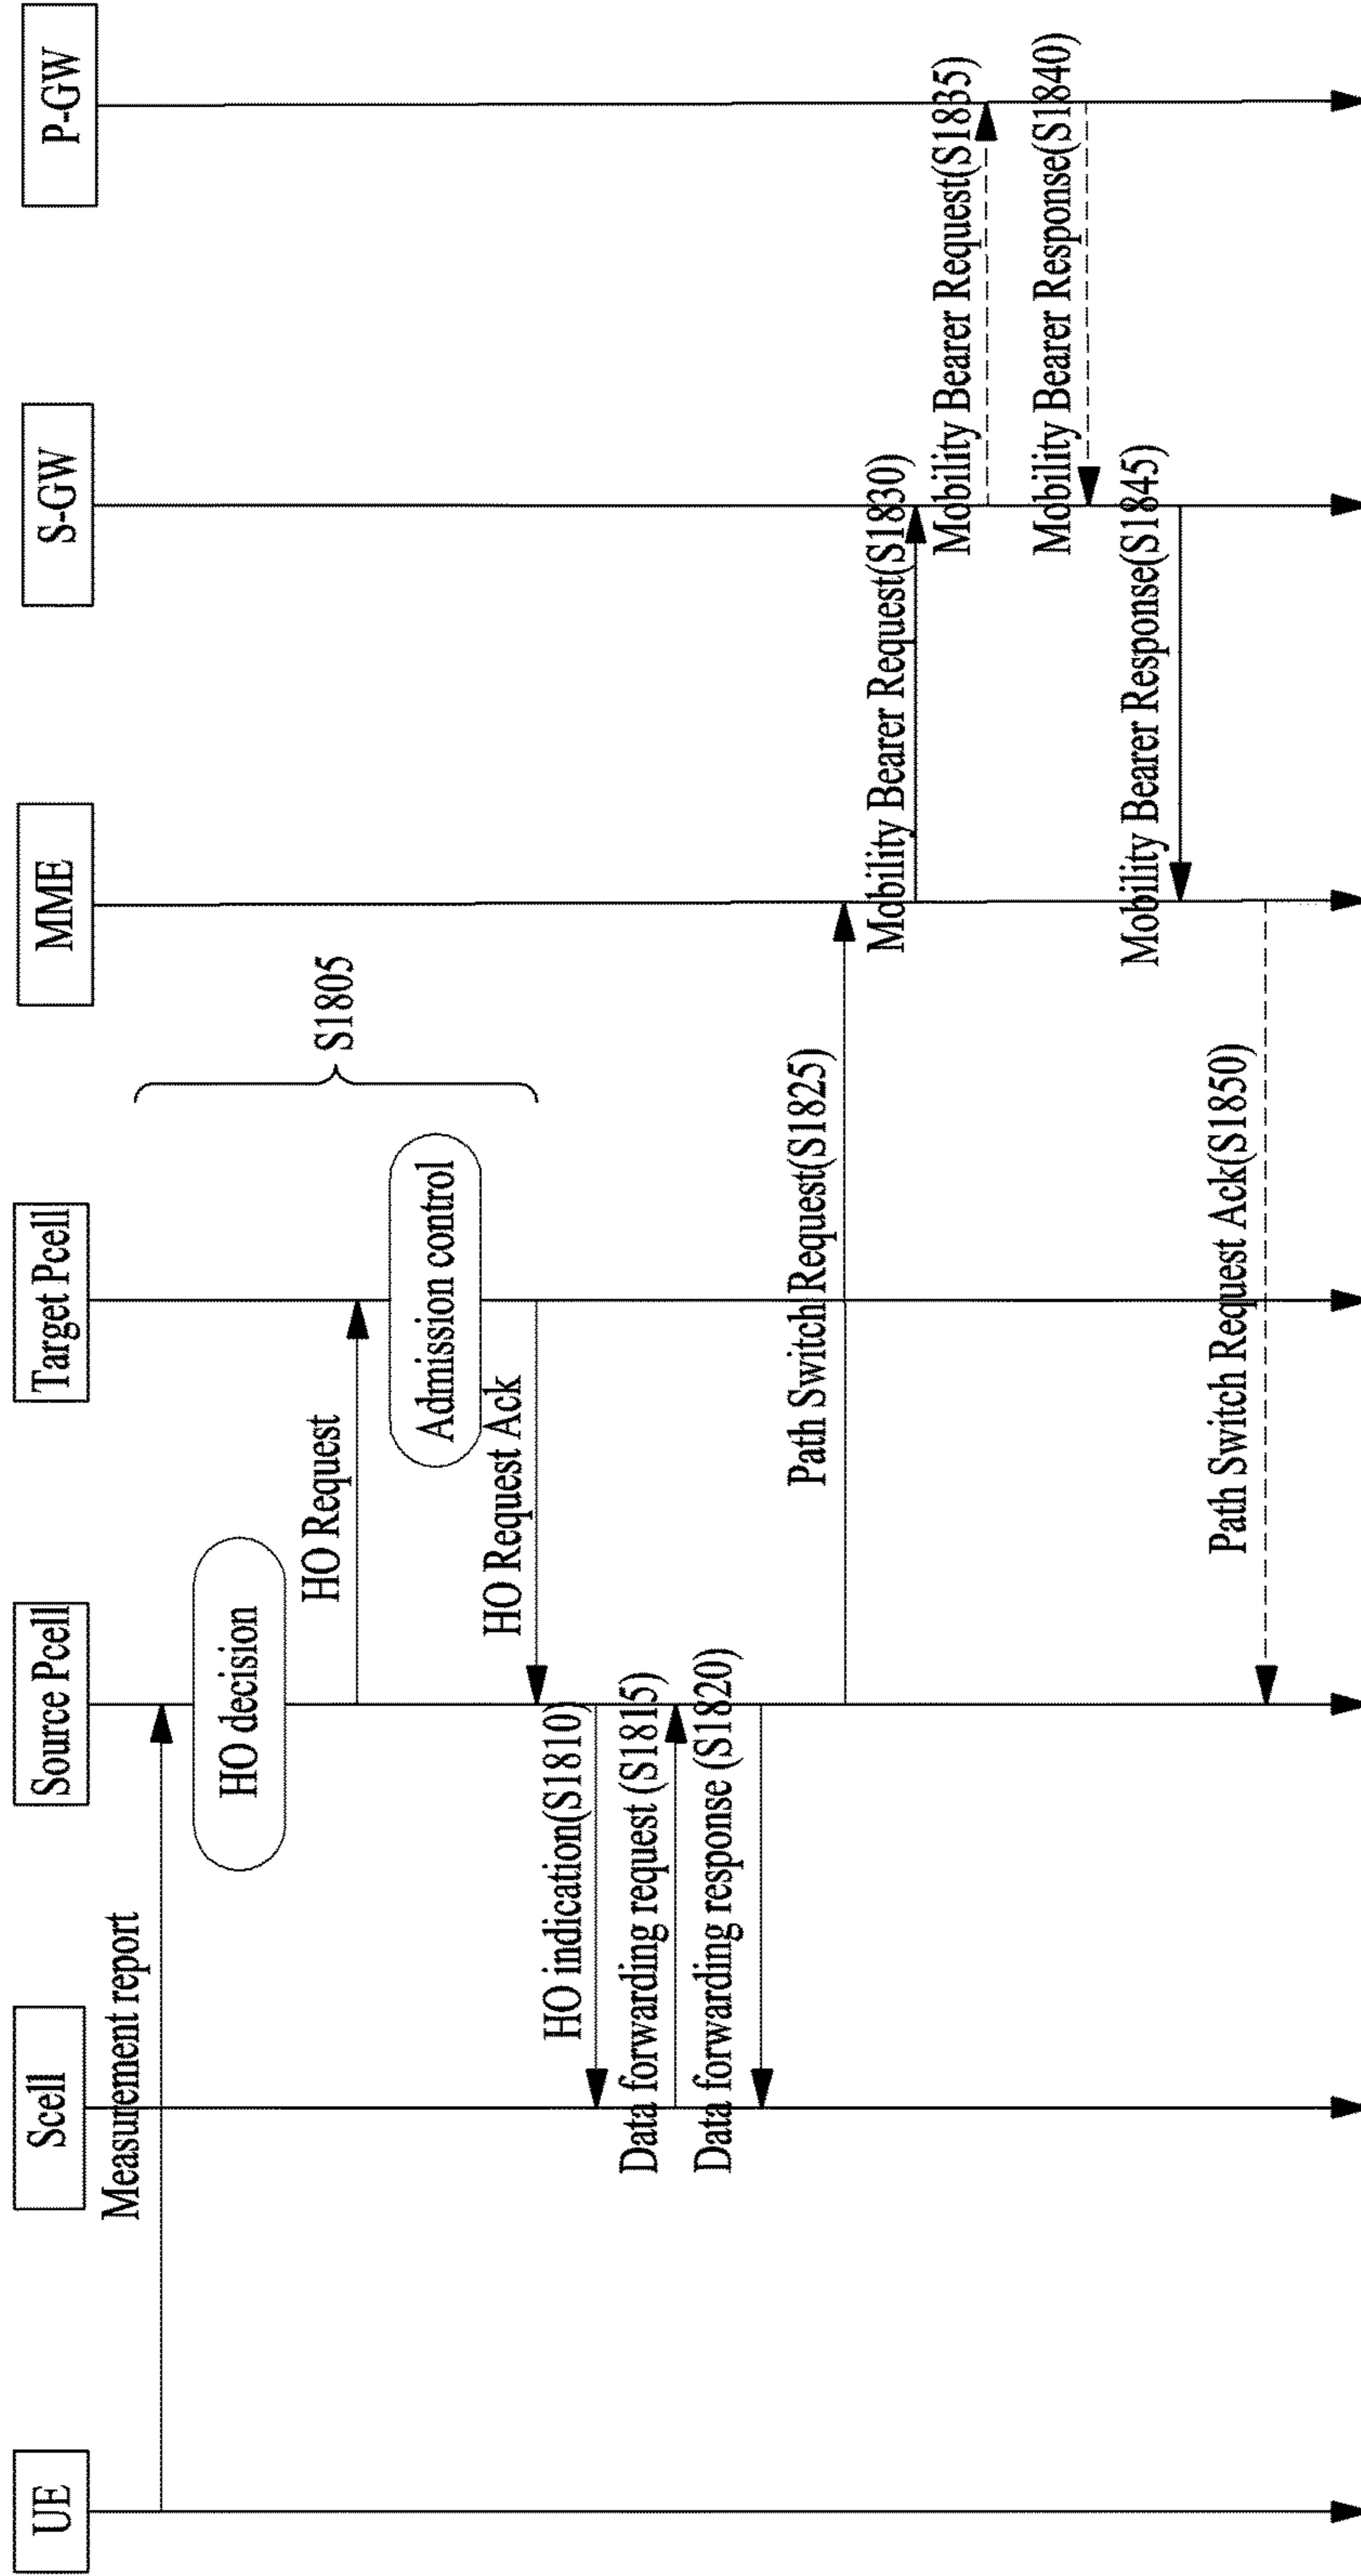 UE
Scell
Source Pcell
Target Pcell
MME
S-GW
P-GW
Measurement report
HO decision
HO Request
Admission control
HO Request Ack
S1805
HO indication(S1810)
Data forwarding request (S1815)
Data forwarding response (S1820)
Path Switch Request(S1825)
Mobility Bearer Request(S1830)
Mobility Bearer Request(S1835)
Mobility Bearer Response(S1840)
Mobility Bearer Response(S1845)
Path Switch Request Ack(S1850)